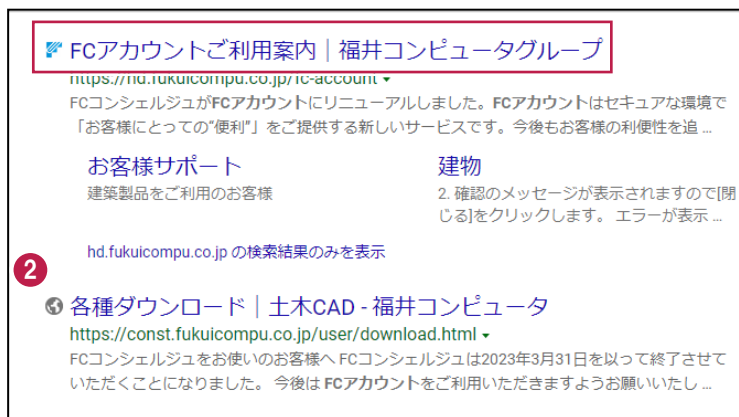 FCアカウントご利用案内｜福井コンピュータグループ
https://hd.fukuicompu.co.jp/fc-account
FCコンシェルジュがFCアカウントにリニューアルしました。FCアカウントはセキュアな環境で
「お客様にとっての“便利”」をご提供する新しいサービスです。今後もお客様の利便性を追 ...
お客様サポート
建築製品をご利用のお客様
建物
2. 確認のメッセージが表示されますので[閉
じる]をクリックします。 エラーが表示 ...
hd.fukuicompu.co.jp の検索結果のみを表示
2
各種ダウンロード｜土木CAD - 福井コンピュータ
https://const.fukuicompu.co.jp/user/download.html
FCコンシェルジュをお使いのお客様へ FCコンシェルジュは2023年3月31日を以って終了させて
いただくことになりました。 今後は FCアカウントをご利用いただきますようお願いいたし ...